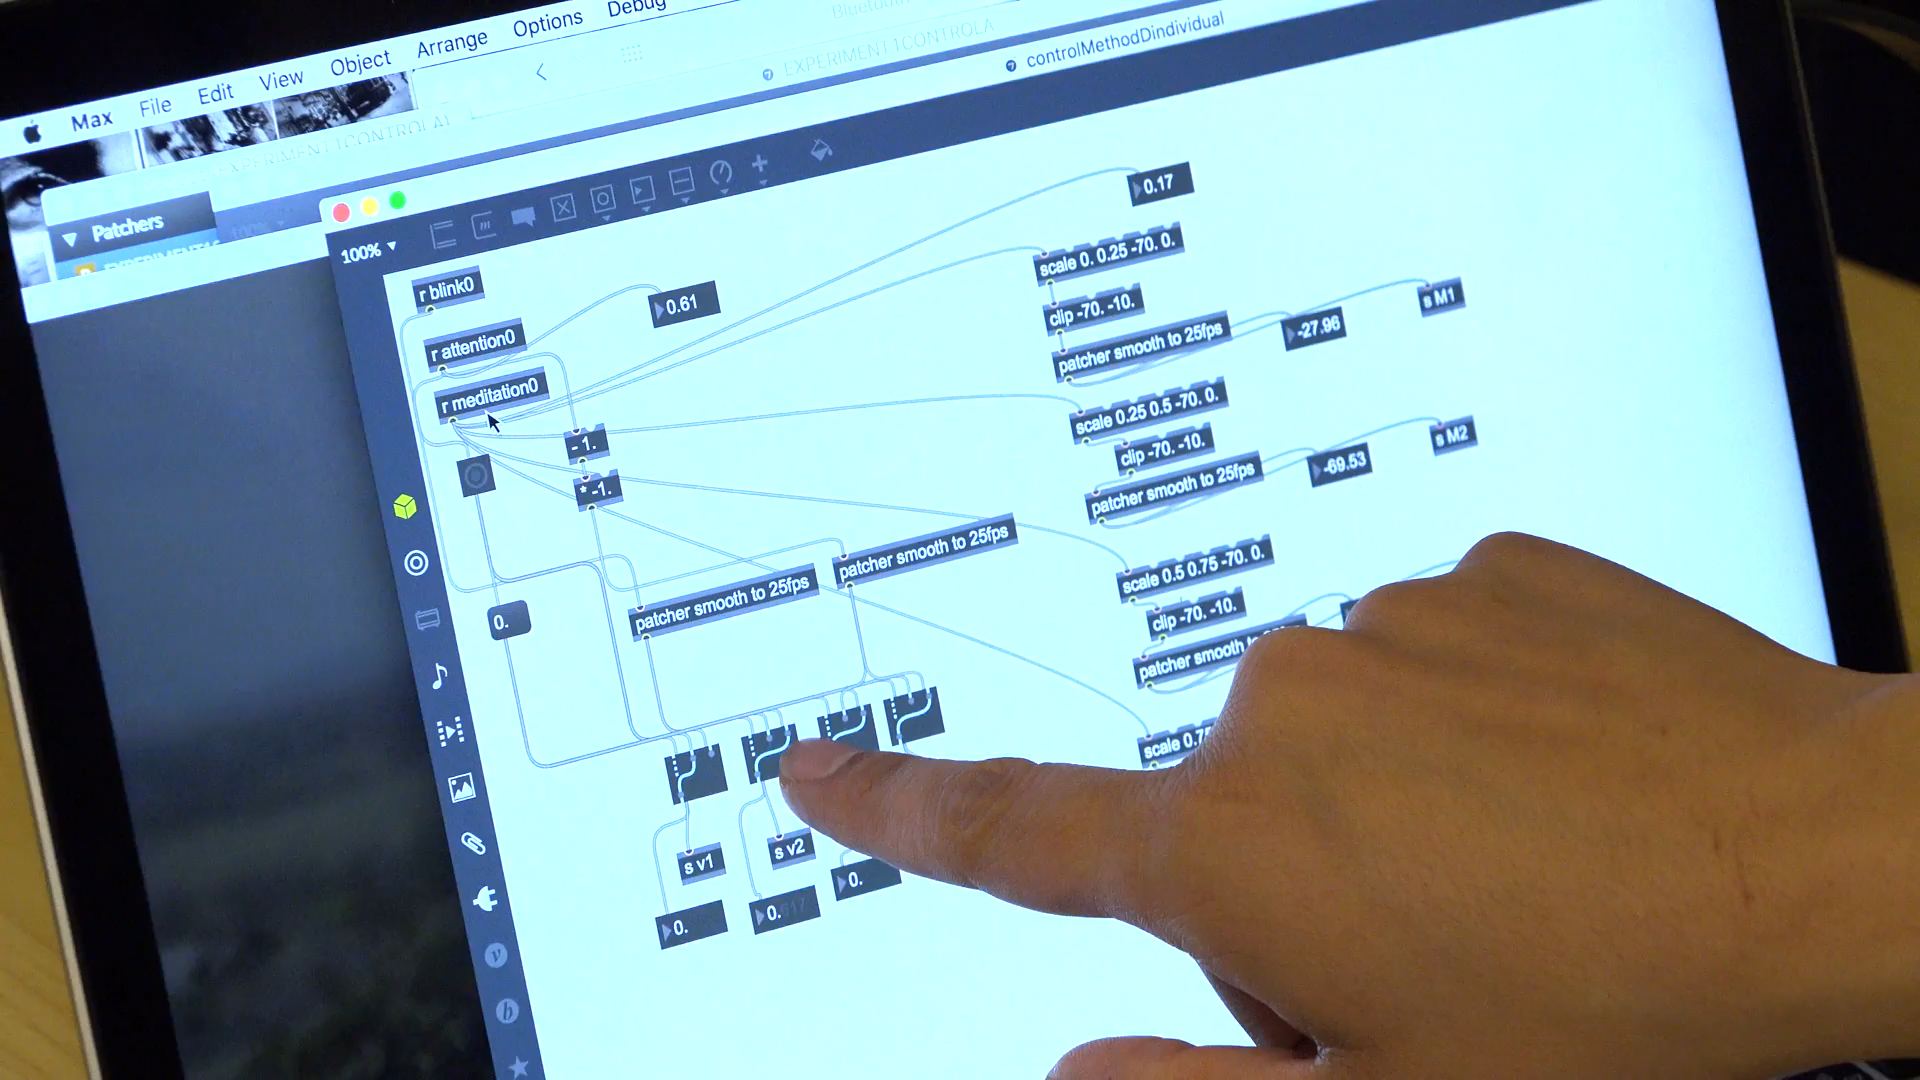 Max File Edit View Object Arrange Options Debug
EXPERIMENT1CONTROLA
controlMethodDindividual
Patchers
100%
r blink0
r attention0
r meditation0
0.61
0.17
- 1.
* -1.
0.
patcher smooth to 25fps
patcher smooth to 25fps
s v1
s v2
0.
0.
0.
scale 0. 0.25 -70. 0.
clip -70. -10.
patcher smooth to 25fps
-27.96
s M1
scale 0.25 0.5 -70. 0.
clip -70. -10.
patcher smooth to 25fps
-69.53
s M2
scale 0.5 0.75 -70. 0.
clip -70. -10.
patcher smooth